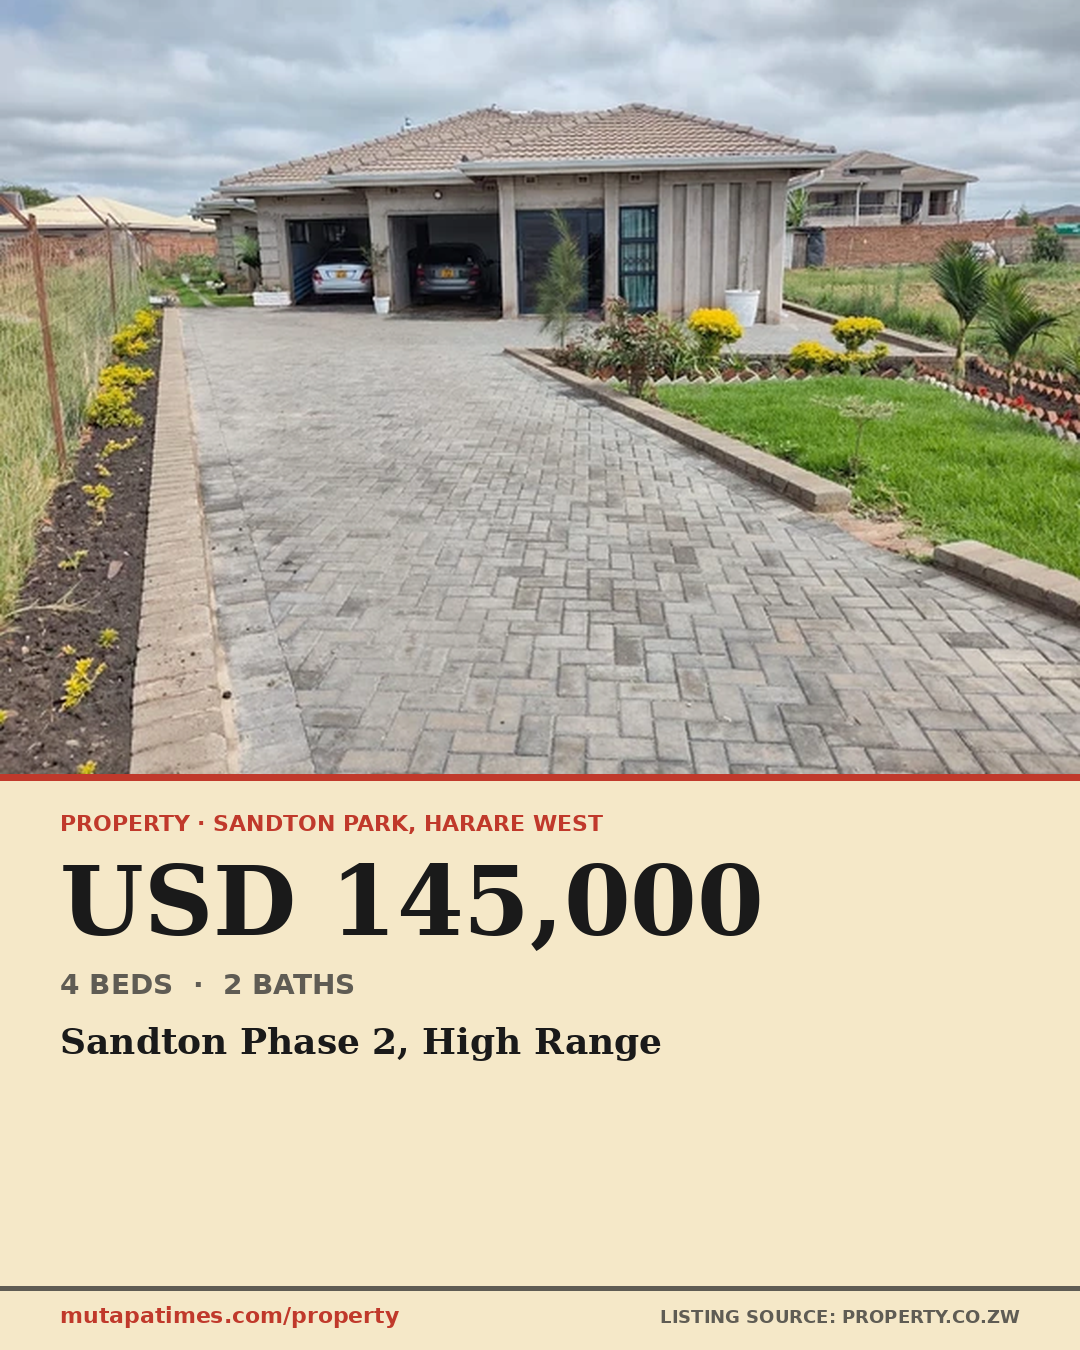 PROPERTY · SANDTON PARK, HARARE WEST
USD 145,000
4 BEDS · 2 BATHS
Sandton Phase 2, High Range
mutapatimes.com/property
LISTING SOURCE: PROPERTY.CO.ZW